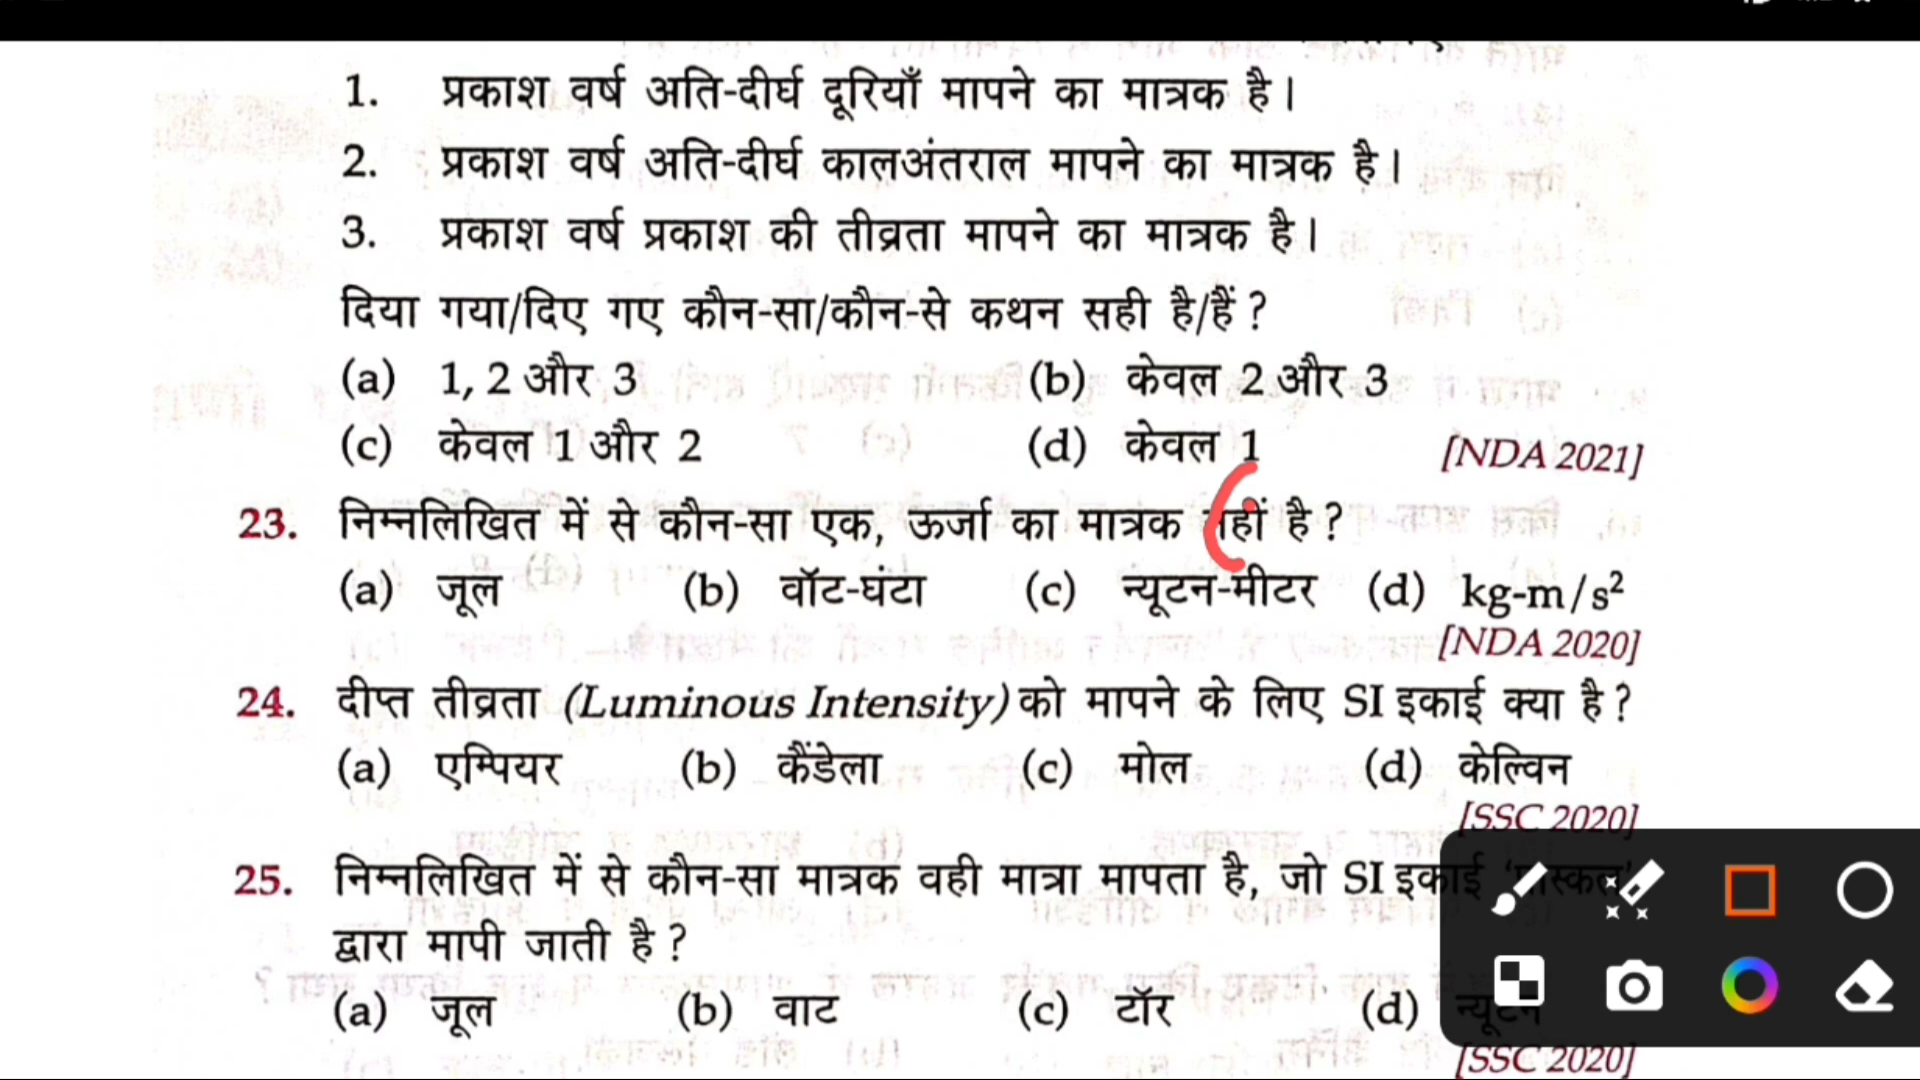 1. प्रकाश वर्ष अति-दीर्घ दूरियाँ मापने का मात्रक है।
2. प्रकाश वर्ष अति-दीर्घ कालअंतराल मापने का मात्रक है।
3. प्रकाश वर्ष प्रकाश की तीव्रता मापने का मात्रक है।
दिया गया/दिए गए कौन-सा/कौन-से कथन सही है/हैं ?
(a) 1, 2 और 3 (b) केवल 2 और 3
(c) केवल 1 और 2 (d) केवल 1 [NDA 2021]
23. निम्नलिखित में से कौन-सा एक, ऊर्जा का मात्रक नहीं है ?
(a) जूल (b) वॉट-घंटा (c) न्यूटन-मीटर (d) kg-m/s²
[NDA 2020]
24. दीप्त तीव्रता (Luminous Intensity) को मापने के लिए SI इकाई क्या है ?
(a) एम्पियर (b) कैंडेला (c) मोल (d) केल्विन
[SSC 2020]
25. निम्नलिखित में से कौन-सा मात्रक वही मात्रा मापता है, जो SI इकाई 'पास्कल'
द्वारा मापी जाती है ?
(a) जूल (b) वाट (c) टॉर (d) न्यूटन
[SSC 2020]